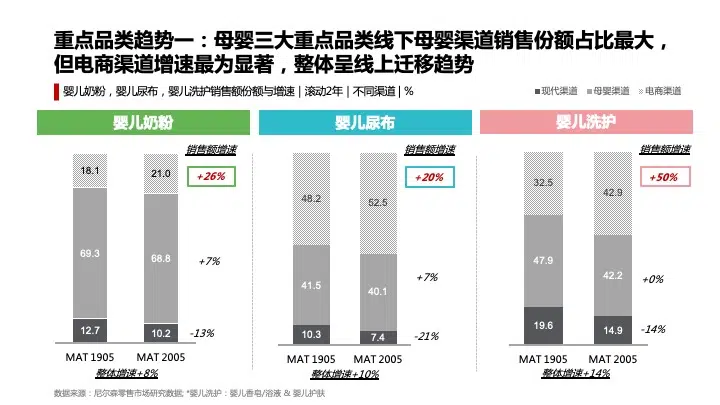 重点品类趋势一：母婴三大重点品类线下母婴渠道销售份额占比最大，
但电商渠道增速最为显著，整体呈线上迁移趋势
婴儿奶粉，婴儿尿布，婴儿洗护销售额份额与增速 | 滚动2年 | 不同渠道 | %
现代渠道 母婴渠道 电商渠道
婴儿奶粉
销售额增速
18.1
21.0
+26%
69.3
68.8
+7%
12.7
10.2
-13%
MAT 1905
MAT 2005
整体增速+8%
婴儿尿布
销售额增速
48.2
52.5
+20%
41.5
40.1
+7%
10.3
7.4
-21%
MAT 1905
MAT 2005
整体增速+10%
婴儿洗护
销售额增速
32.5
42.9
+50%
47.9
42.2
+0%
19.6
14.9
-14%
MAT 1905
MAT 2005
整体增速+14%
数据来源：尼尔森零售市场研究数据; *婴儿洗护：婴儿香皂/浴液 & 婴儿护肤